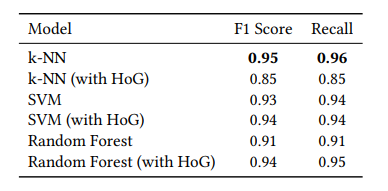 Model F1 Score Recall
k-NN 0.95 0.96
k-NN (with HoG) 0.85 0.85
SVM 0.93 0.94
SVM (with HoG) 0.94 0.94
Random Forest 0.91 0.91
Random Forest (with HoG) 0.94 0.95